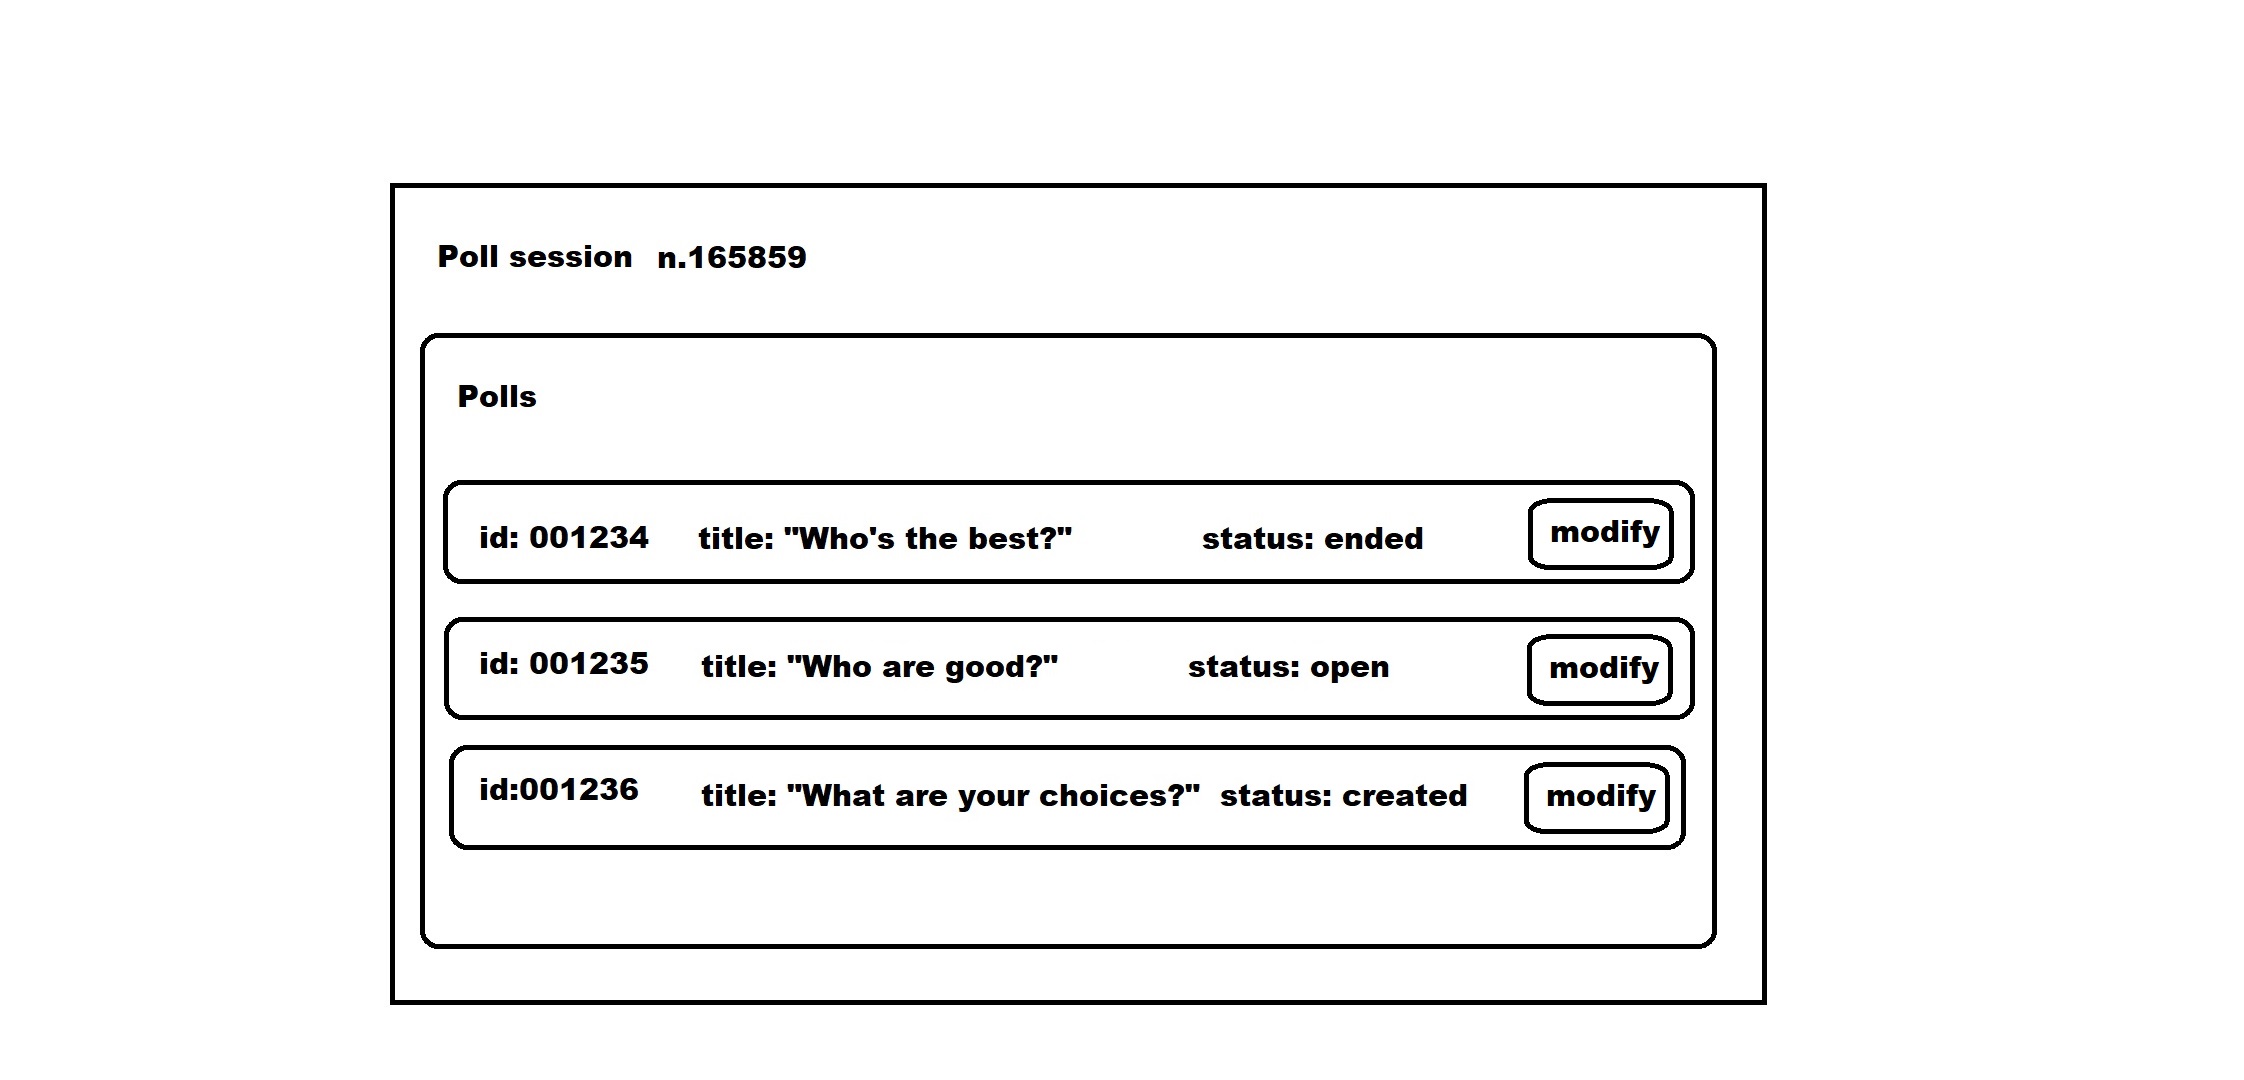 Poll session n.165859
Polls
id: 001234 title: "Who's the best?" status: ended modify
id: 001235 title: "Who are good?" status: open modify
id:001236 title: "What are your choices?" status: created modify